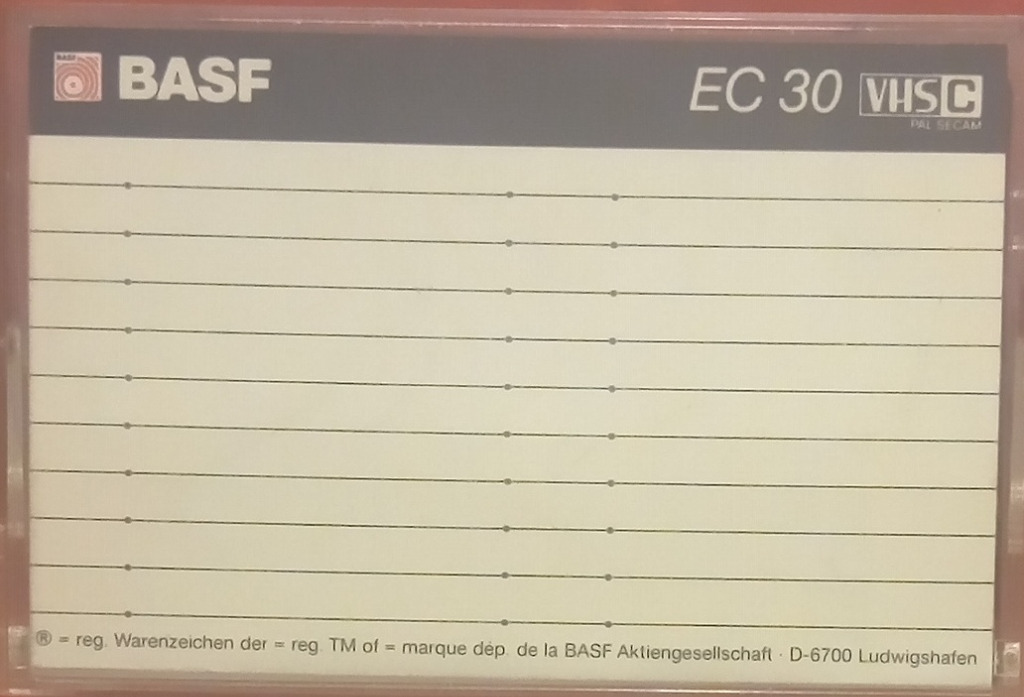 BASF BASF EC 30 VHS C
PAL SECAM
® = reg. Warenzeichen der = reg. TM of = marque dép. de la BASF Aktiengesellschaft · D-6700 Ludwigshafen